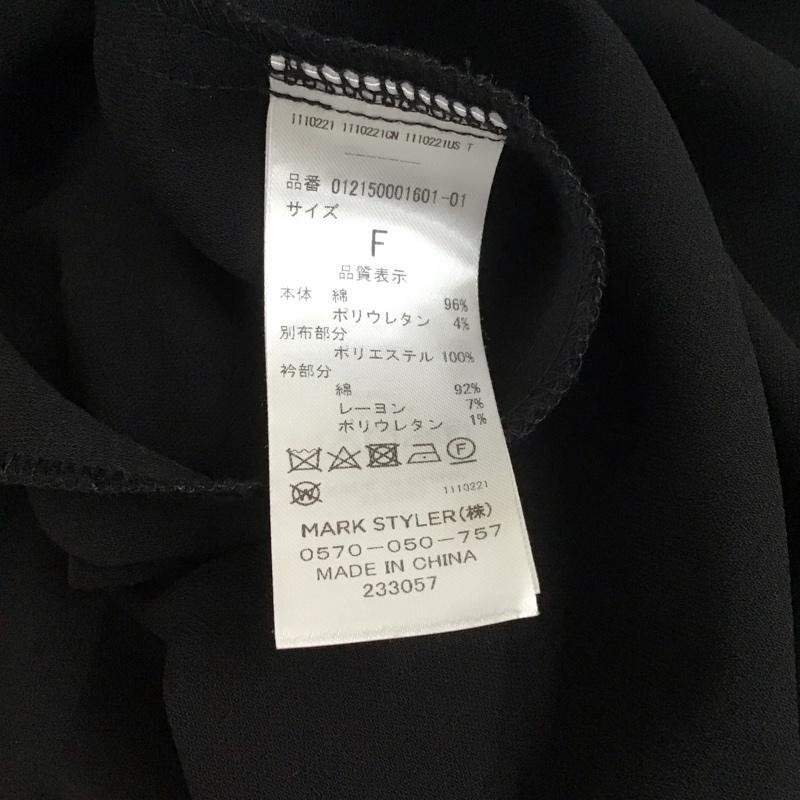 1110221 1110221CN 1110221US T
品番 012150001601-01
サイズ
F
品質表示
本体 綿 96%
ポリウレタン 4%
別布部分
ポリエステル 100%
衿部分
綿 92%
レーヨン 7%
ポリウレタン 1%
F
W
1110221
MARK STYLER(株)
0570-050-757
MADE IN CHINA
233057